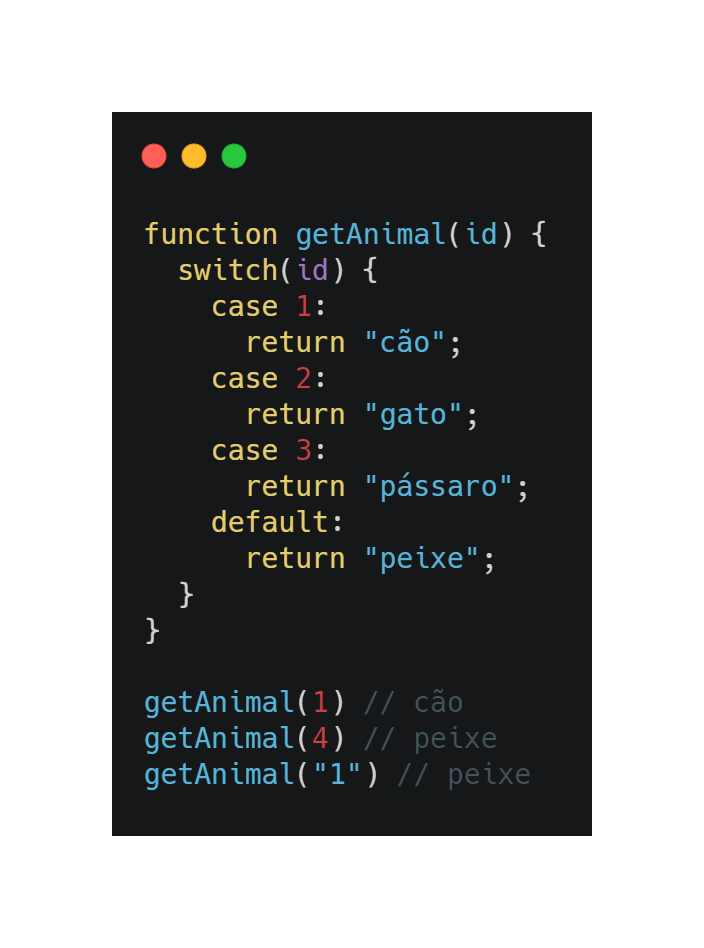 function getAnimal(id) {
  switch(id) {
    case 1:
      return "cão";
    case 2:
      return "gato";
    case 3:
      return "pássaro";
    default:
      return "peixe";
  }
}

getAnimal(1) // cão
getAnimal(4) // peixe
getAnimal("1") // peixe